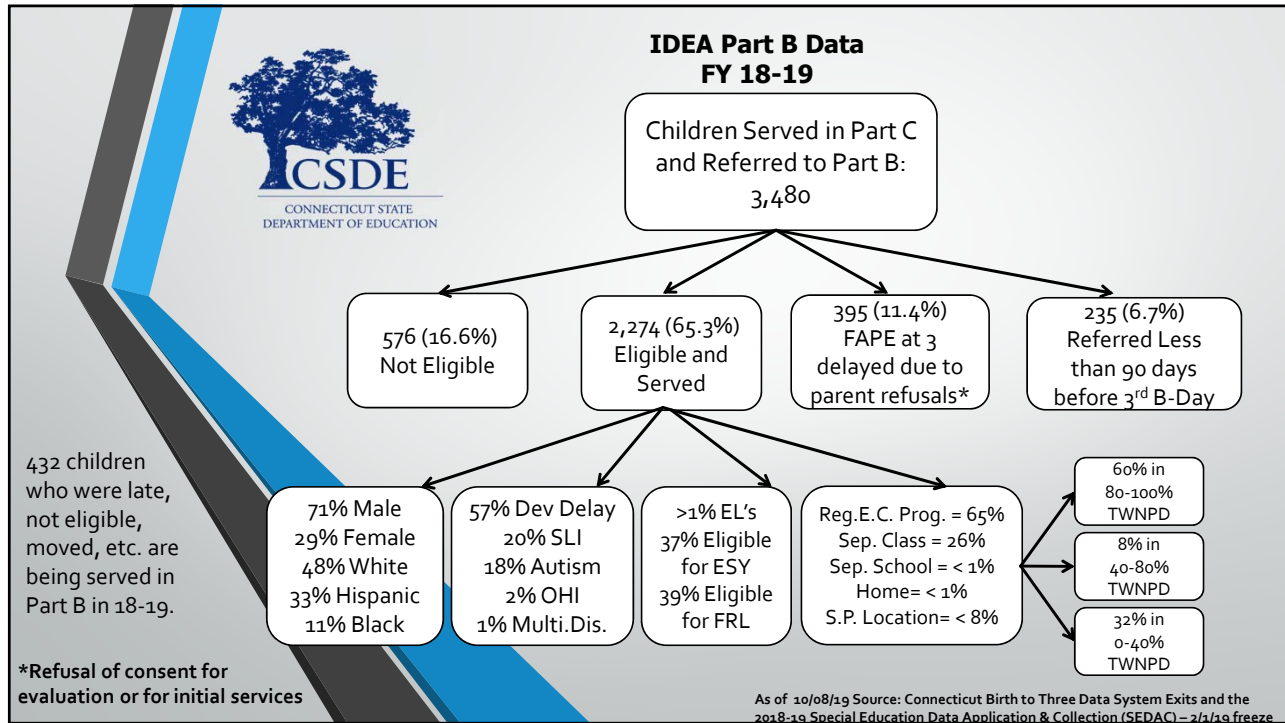 IDEA Part B Data
FY 18-19
CSDE
CONNECTICUT STATE
DEPARTMENT OF EDUCATION
Children Served in Part C
and Referred to Part B:
3,480
576 (16.6%)
Not Eligible
2,274 (65.3%)
Eligible and
Served
395 (11.4%)
FAPE at 3
delayed due to
parent refusals*
235 (6.7%)
Referred Less
than 90 days
before 3rd B-Day
432 children
who were late,
not eligible,
moved, etc. are
being served in
Part B in 18-19.
71% Male
29% Female
48% White
33% Hispanic
11% Black
57% Dev Delay
20% SLI
18% Autism
2% OHI
1% Multi.Dis.
>1% EL's
37% Eligible
for ESY
39% Eligible
for FRL
Reg.E.C. Prog. = 65%
Sep. Class = 26%
Sep. School = < 1%
Home= < 1%
S.P. Location= < 8%
60% in
80-100%
TWNPD
8% in
40-80%
TWNPD
32% in
0-40%
TWNPD
*Refusal of consent for
evaluation or for initial services
As of 10/08/19 Source: Connecticut Birth to Three Data System Exits and the
2018-19 Special Education Data Application & Collection (SEDAC) – 2/1/19 freeze